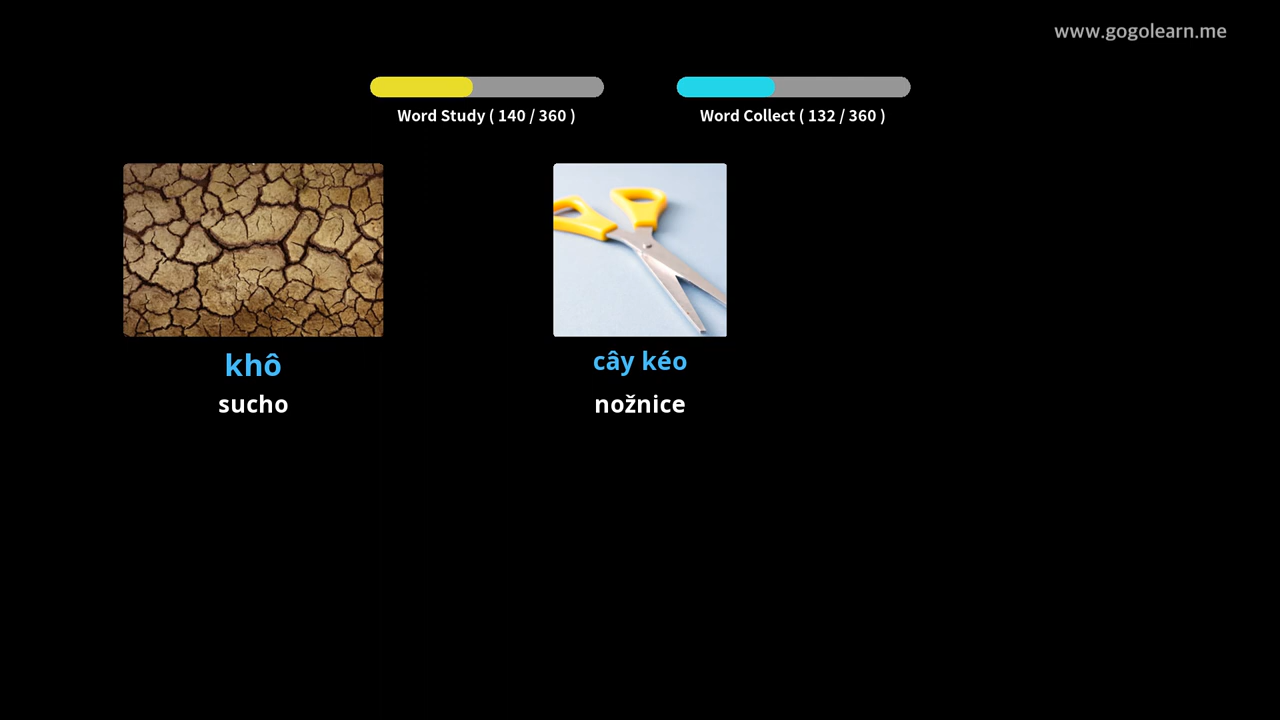 www.gogolearn.me
Word Study ( 140 / 360 )
Word Collect ( 132 / 360 )
khô
sucho
cây kéo
nožnice